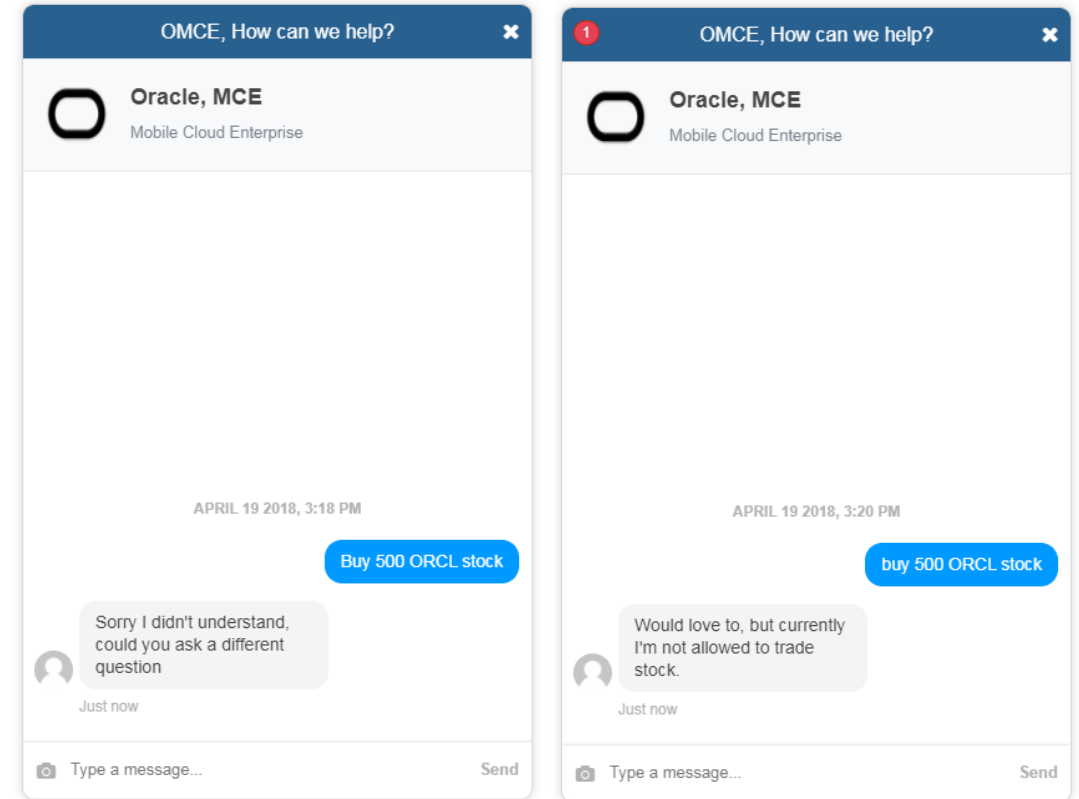 OMCE, How can we help?
Oracle, MCE
Mobile Cloud Enterprise
APRIL 19 2018, 3:18 PM
Buy 500 ORCL stock
Sorry I didn't understand,
could you ask a different
question
Just now
Type a message...
Send
1
OMCE, How can we help?
Oracle, MCE
Mobile Cloud Enterprise
APRIL 19 2018, 3:20 PM
buy 500 ORCL stock
Would love to, but currently
I'm not allowed to trade
stock.
Just now
Type a message...
Send